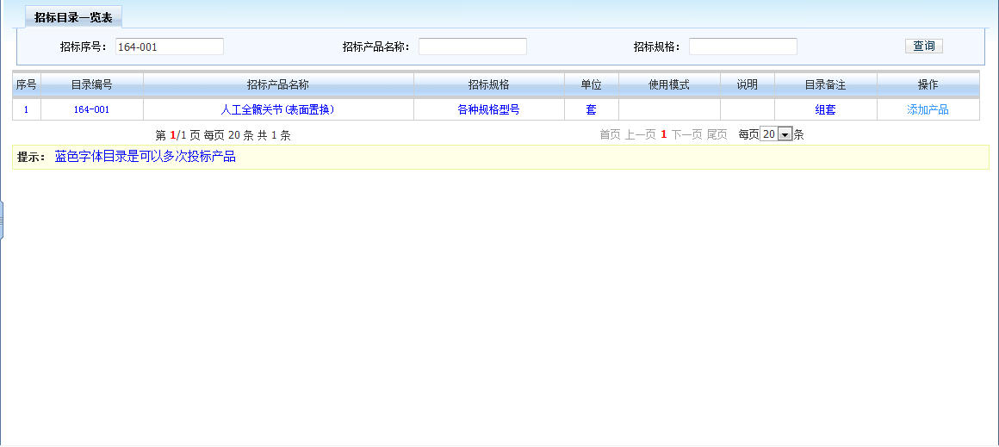 招标目录一览表
招标序号： 164-001 招标产品名称： 招标规格： 查询
序号 目录编号 招标产品名称 招标规格 单位 使用模式 说明 目录备注 操作
1 164-001 人工全髋关节(表面置换) 各种规格型号 套 组套 添加产品
第 1/1 页 每页 20 条 共 1 条 首页 上一页 1 下一页 尾页 每页 20 条
提示： 蓝色字体目录是可以多次投标产品